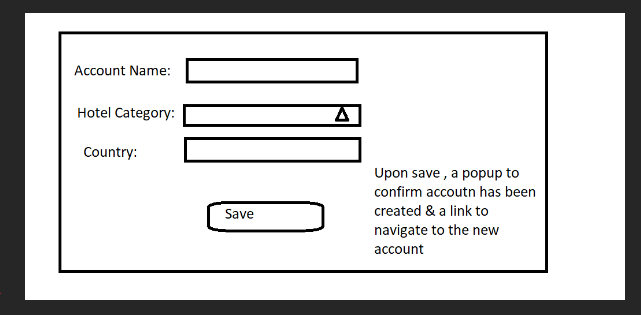 Account Name:
Hotel Category:
Country:
Upon save , a popup to
confirm accoutn has been
created & a link to
navigate to the new
account
Save